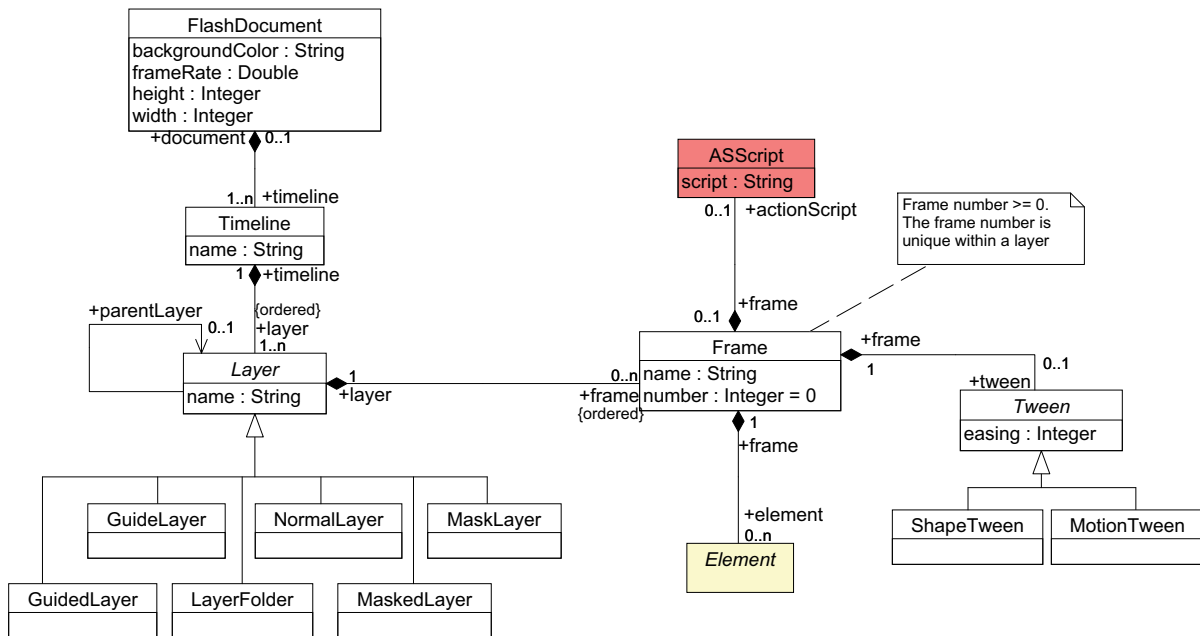 FlashDocument
backgroundColor : String
frameRate : Double
height : Integer
width : Integer
+document
0..1
1..n
+timeline
Timeline
name : String
1
+timeline
{ordered}
+layer
1..n
+parentLayer
0..1
Layer
name : String
1
+layer
0..n
+frame
{ordered}
ASScript
script : String
0..1
+actionScript
Frame number >= 0.
The frame number is
unique within a layer
+frame
0..1
Frame
name : String
number : Integer = 0
+frame
1
0..1
+tween
Tween
easing : Integer
1
+frame
+element
0..n
Element
ShapeTween
MotionTween
GuideLayer
NormalLayer
MaskLayer
GuidedLayer
LayerFolder
MaskedLayer